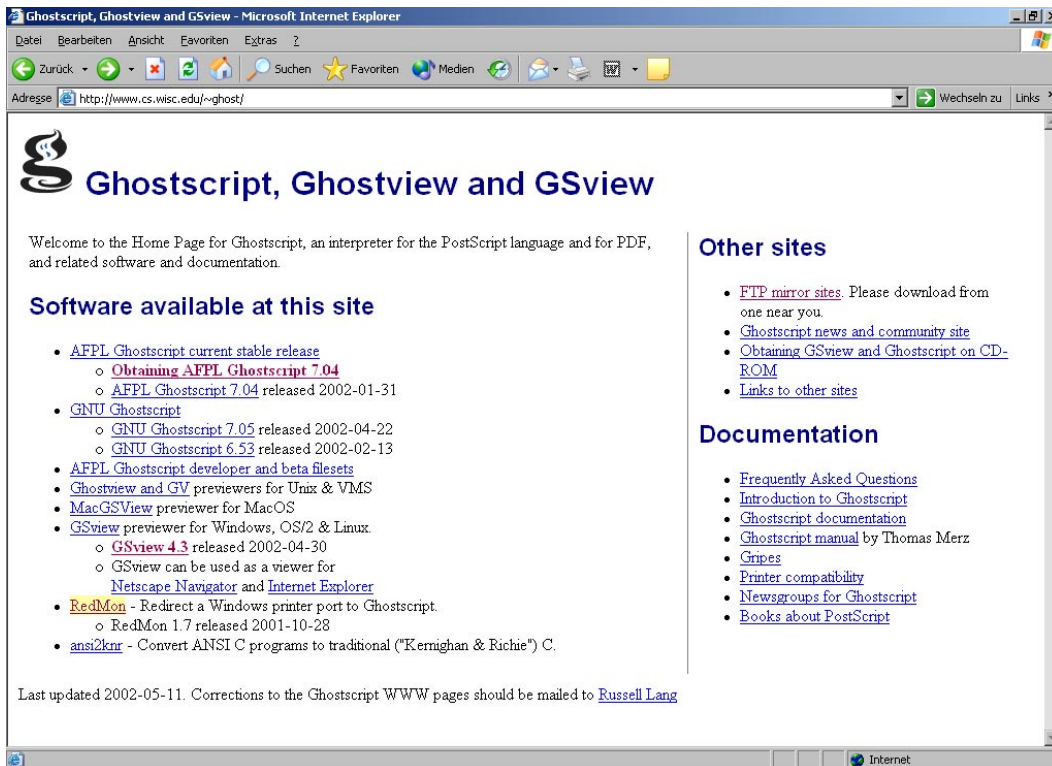 Ghostscript, Ghostview and GSview - Microsoft Internet Explorer
Datei Bearbeiten Ansicht Favoriten Extras ?
Zurück Suchen Favoriten Medien
Adresse http://www.cs.wisc.edu/~ghost/ Wechseln zu Links
Ghostscript, Ghostview and GSview
Welcome to the Home Page for Ghostscript, an interpreter for the PostScript language and for PDF,
and related software and documentation.
Software available at this site
AFPL Ghostscript current stable release
Obtaining AFPL Ghostscript 7.04
AFPL Ghostscript 7.04 released 2002-01-31
GNU Ghostscript
GNU Ghostscript 7.05 released 2002-04-22
GNU Ghostscript 6.53 released 2002-02-13
AFPL Ghostscript developer and beta filesets
Ghostview and GV previewers for Unix & VMS
MacGSView previewer for MacOS
GSview previewer for Windows, OS/2 & Linux.
GSview 4.3 released 2002-04-30
GSview can be used as a viewer for
Netscape Navigator and Internet Explorer
RedMon - Redirect a Windows printer port to Ghostscript.
RedMon 1.7 released 2001-10-28
ansi2knr - Convert ANSI C programs to traditional ("Kernighan & Richie") C.
Other sites
FTP mirror sites. Please download from
one near you.
Ghostscript news and community site
Obtaining GSview and Ghostscript on CD-
ROM
Links to other sites
Documentation
Frequently Asked Questions
Introduction to Ghostscript
Ghostscript documentation
Ghostscript manual by Thomas Merz
Gripes
Printer compatibility
Newsgroups for Ghostscript
Books about PostScript
Last updated 2002-05-11. Corrections to the Ghostscript WWW pages should be mailed to Russell Lang
Internet